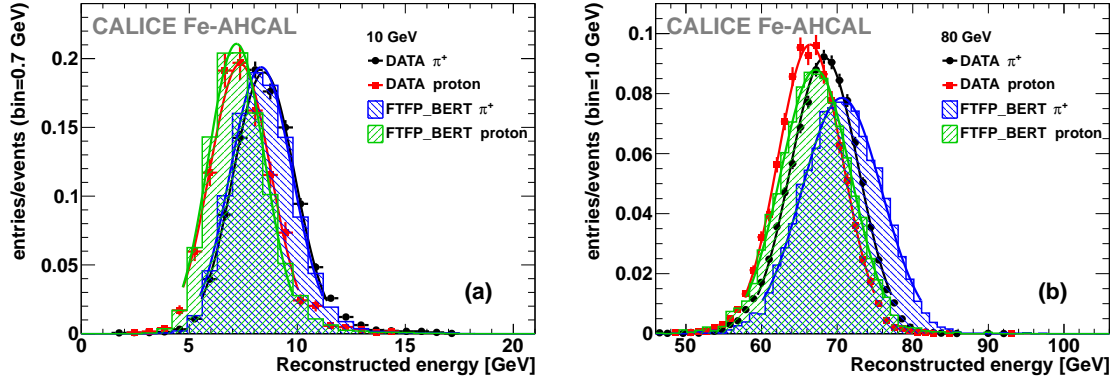 CALICE Fe-AHCAL
10 GeV
DATA π+
DATA proton
FTFP_BERT π+
FTFP_BERT proton
(a)
entries/events (bin=0.7 GeV)
0.2
0.15
0.1
0.05
0
0 5 10 15 20
Reconstructed energy [GeV]
CALICE Fe-AHCAL
80 GeV
DATA π+
DATA proton
FTFP_BERT π+
FTFP_BERT proton
(b)
entries/events (bin=1.0 GeV)
0.1
0.08
0.06
0.04
0.02
0
50 60 70 80 90 100
Reconstructed energy [GeV]